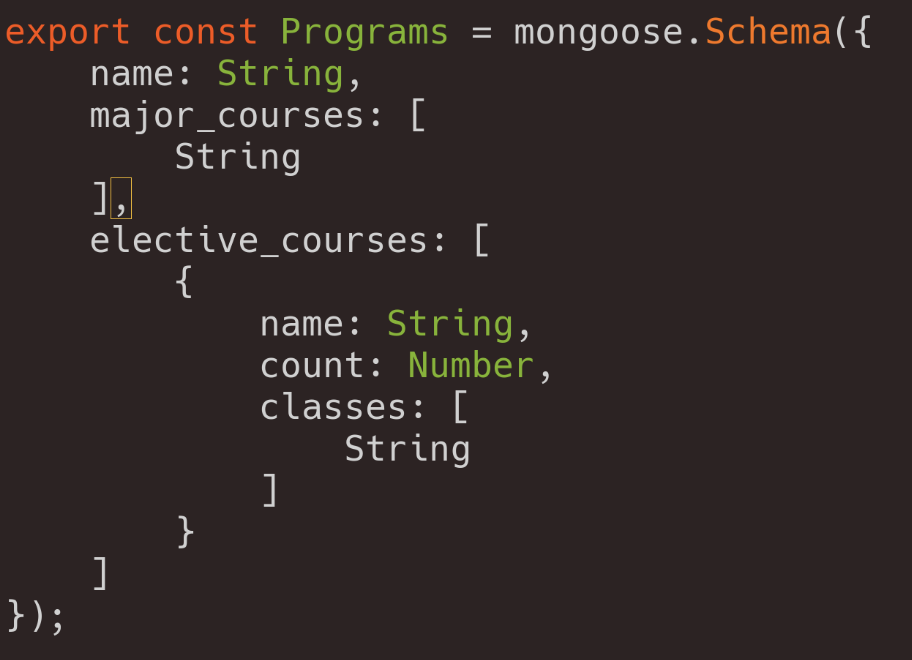 export const Programs = mongoose.Schema({
    name: String,
    major_courses: [
        String
    ],
    elective_courses: [
        {
            name: String,
            count: Number,
            classes: [
                String
            ]
        }
    ]
});